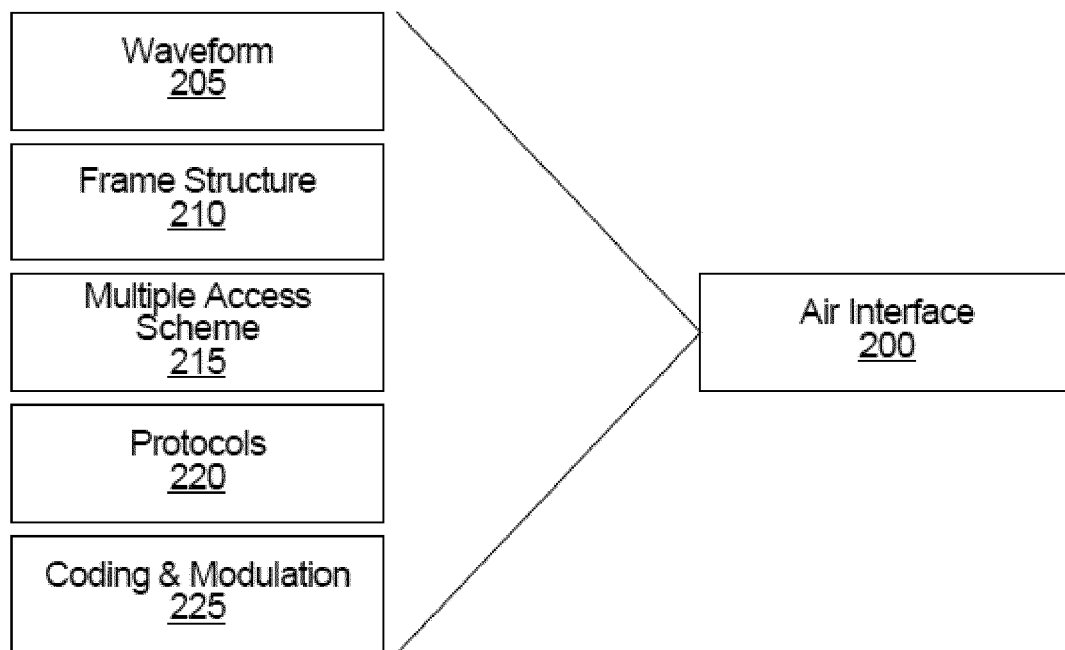 Waveform
205
Frame Structure
210
Multiple Access
Scheme
215
Protocols
220
Coding & Modulation
225
Air Interface
200